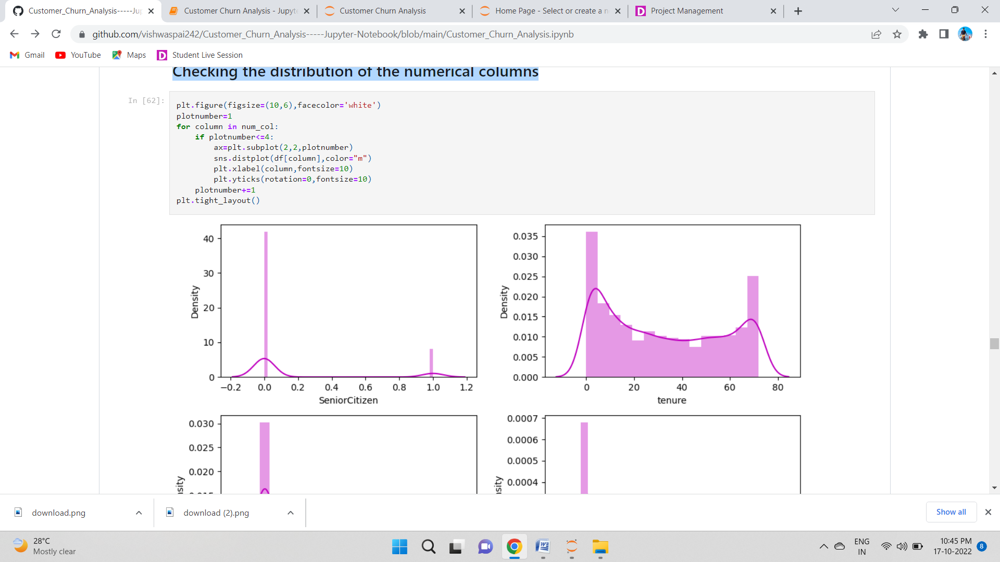 Customer_Churn_Analysis-----Jup
Customer Churn Analysis - Jupyte
Customer Churn Analysis
Home Page - Select or create a n
Project Management
github.com/vishwaspai242/Customer_Churn_Analysis-----Jupyter-Notebook/blob/main/Customer_Churn_Analysis.ipynb
Gmail
YouTube
Maps
Student Live Session
Checking the distribution of the numerical columns
In [62]:
plt.figure(figsize=(10,6),facecolor='white')
plotnumber=1
for column in num_col:
    if plotnumber<=4:
        ax=plt.subplot(2,2,plotnumber)
        sns.distplot(df[column],color="m")
        plt.xlabel(column,fontsize=10)
        plt.yticks(rotation=0,fontsize=10)
    plotnumber+=1
plt.tight_layout()
40
30
20
10
0
Density
−0.2 0.0 0.2 0.4 0.6 0.8 1.0 1.2
SeniorCitizen
0.035
0.030
0.025
0.020
0.015
0.010
0.005
0.000
Density
0 20 40 60 80
tenure
0.030
0.025
0.020
sity
0.0007
0.0006
0.0005
0.0004
sity
download.png
download (2).png
Show all
28°C
Mostly clear
ENG
IN
10:45 PM
17-10-2022
8